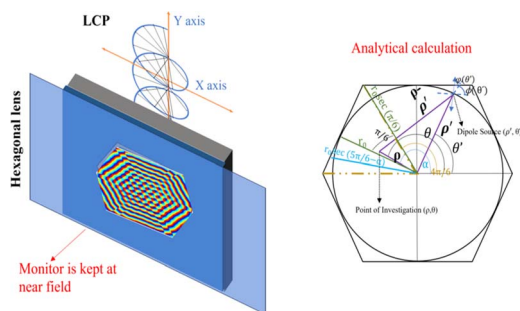 LCP
Y axis
X axis
Hexagonal lens
Monitor is kept at
near field
Analytical calculation
r₀sec (π/6)
r₀
r₀sec (5π/6-α)
π/6
ρ
ρ'
θ
θ'
α
4π/6
Dipole Source (ρ', θ')
Point of Investigation (ρ,θ)